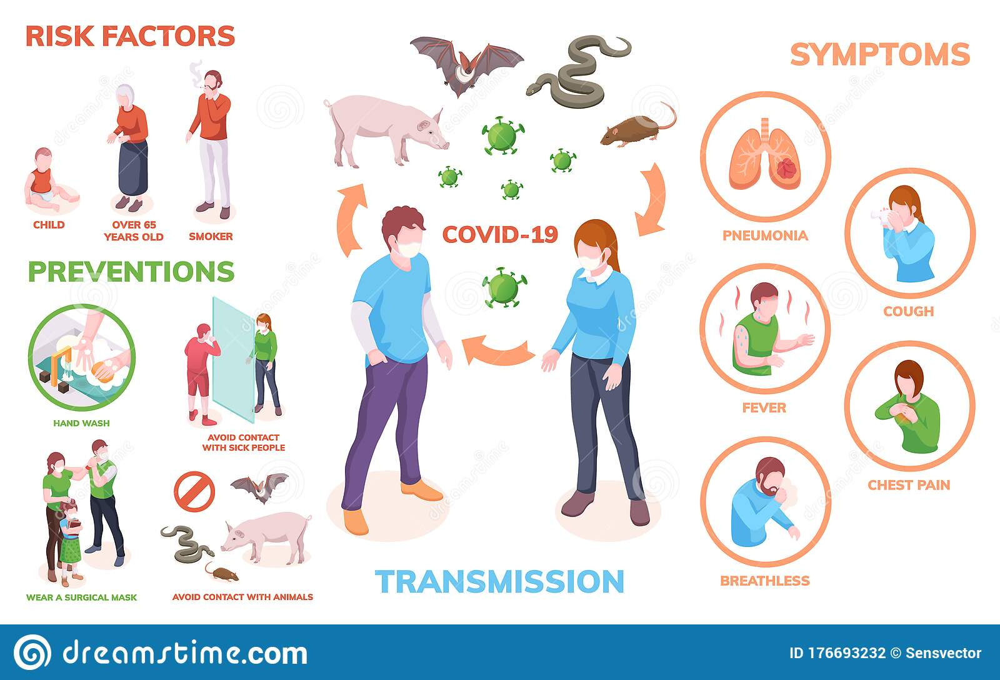 RISK FACTORS
CHILD
OVER 65
YEARS OLD
SMOKER
PREVENTIONS
HAND WASH
AVOID CONTACT
WITH SICK PEOPLE
WEAR A SURGICAL MASK
AVOID CONTACT WITH ANIMALS
COVID-19
TRANSMISSION
SYMPTOMS
PNEUMONIA
COUGH
FEVER
CHEST PAIN
BREATHLESS
dreamstime.com
ID 176693232 © Sensvector